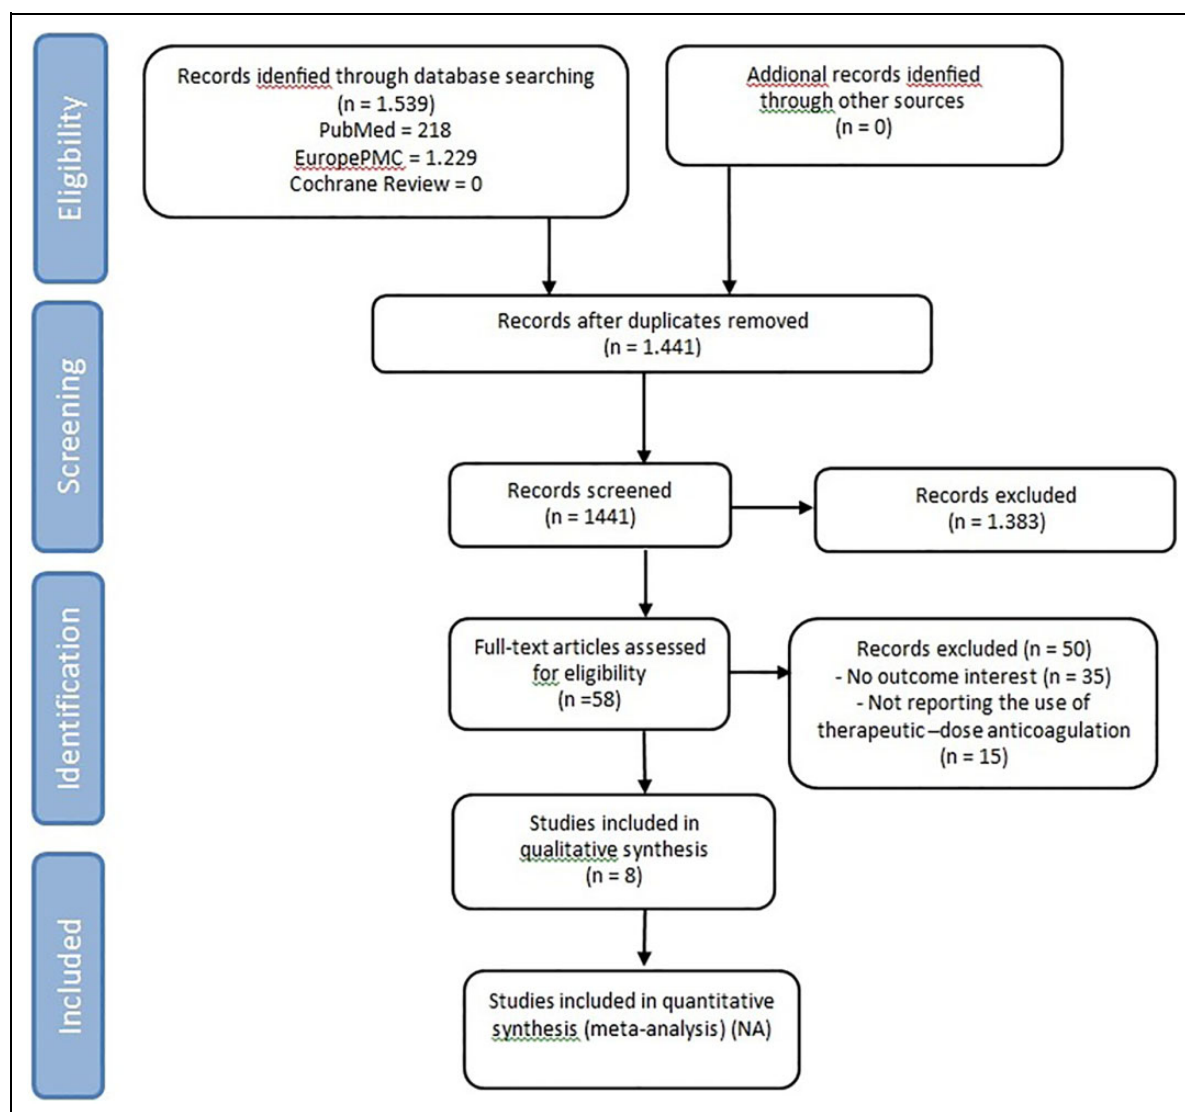 Eligibility
Records idenfied through database searching
(n = 1.539)
PubMed = 218
EuropePMC = 1.229
Cochrane Review = 0
Addional records idenfied
through other sources
(n = 0)
Screening
Records after duplicates removed
(n = 1.441)
Records screened
(n = 1441)
Records excluded
(n = 1.383)
Identification
Full-text articles assessed
for eligibility
(n =58)
Records excluded (n = 50)
- No outcome interest (n = 35)
- Not reporting the use of
therapeutic–dose anticoagulation
(n = 15)
Studies included in
qualitative synthesis
(n = 8)
Included
Studies included in quantitative
synthesis (meta-analysis) (NA)